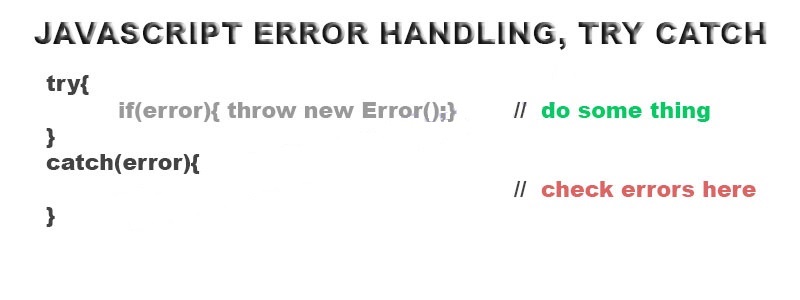 JAVASCRIPT ERROR HANDLING, TRY CATCH
try{
if(error){ throw new Error();} // do some thing
}
catch(error){
// check errors here
}